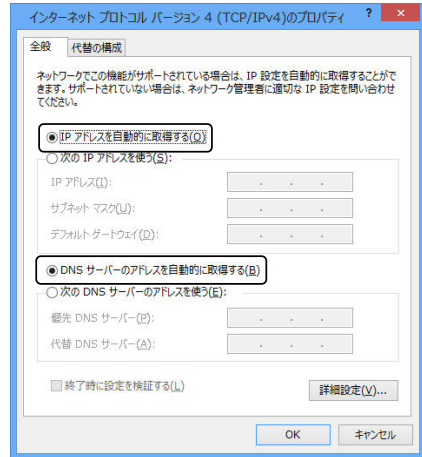 インターネット プロトコル バージョン 4 (TCP/IPv4)のプロパティ
?
×
全般
代替の構成
ネットワークでこの機能がサポートされている場合は、IP 設定を自動的に取得することがで
きます。サポートされていない場合は、ネットワーク管理者に適切な IP 設定を問い合わせ
てください。
IP アドレスを自動的に取得する(O)
次の IP アドレスを使う(S):
IP アドレス(I):
サブネット マスク(U):
デフォルト ゲートウェイ(D):
DNS サーバーのアドレスを自動的に取得する(B)
次の DNS サーバーのアドレスを使う(E):
優先 DNS サーバー(P):
代替 DNS サーバー(A):
終了時に設定を検証する(L)
詳細設定(V)...
OK
キャンセル